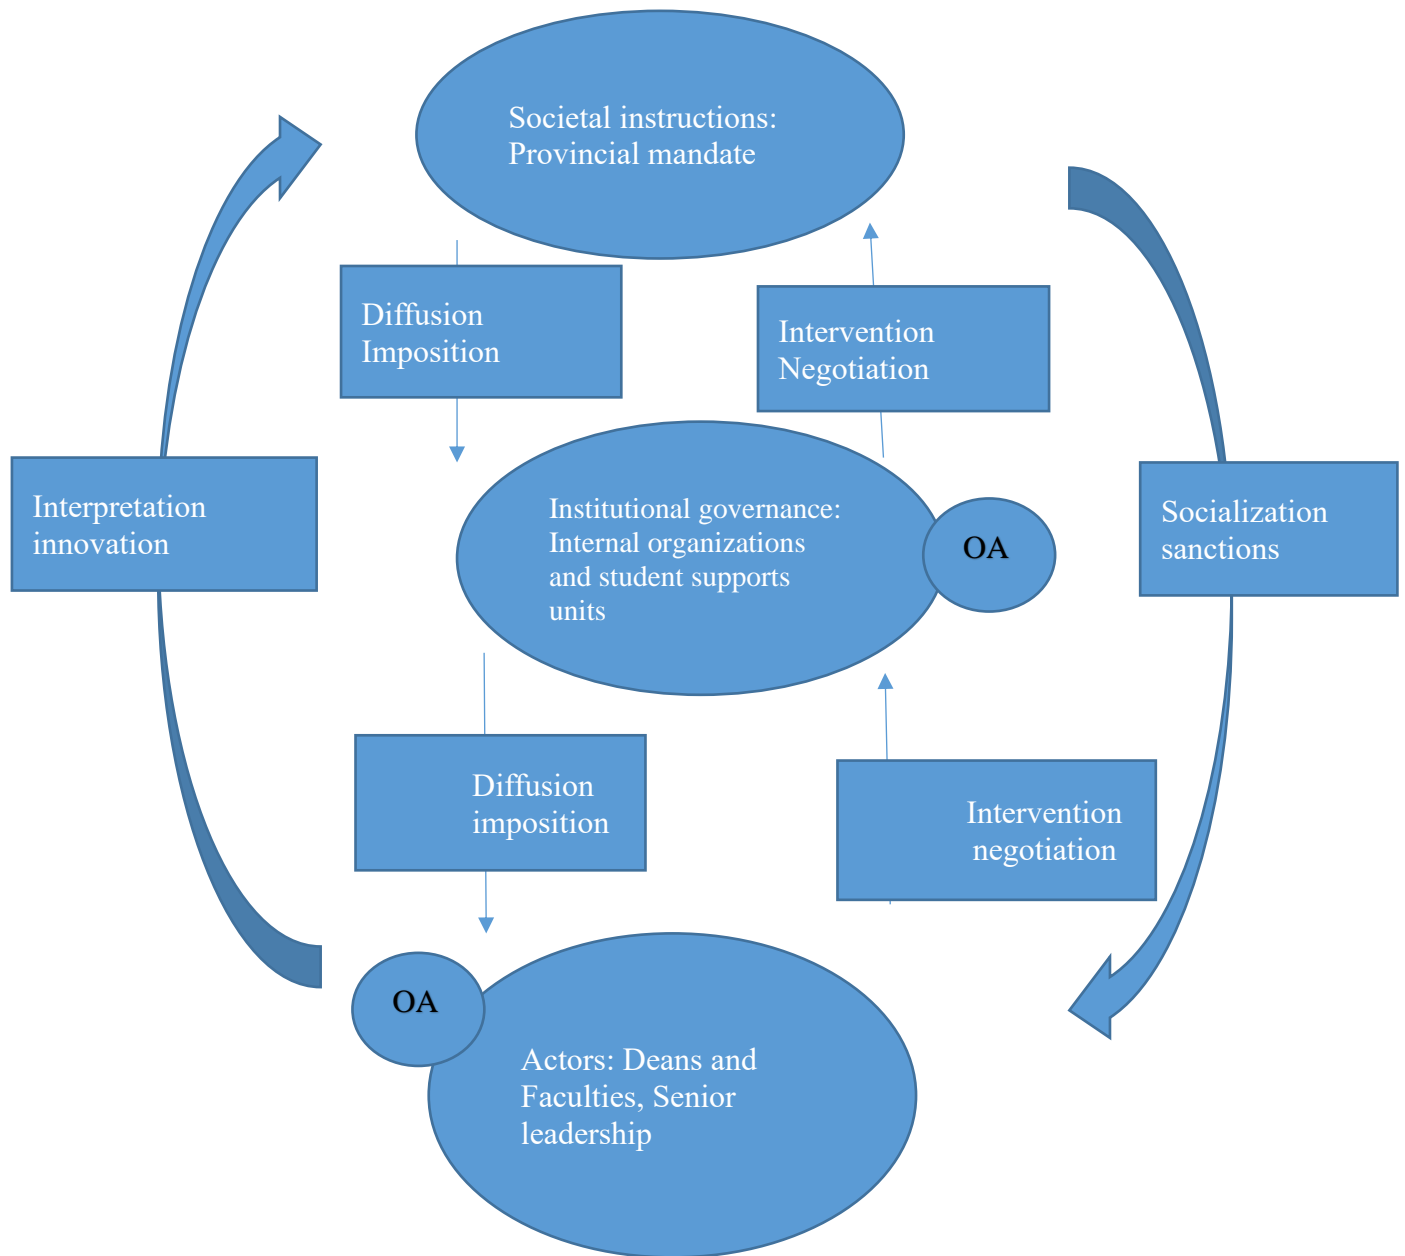 Societal instructions:
Provincial mandate
Diffusion
Imposition
Intervention
Negotiation
Interpretation
innovation
Institutional governance:
Internal organizations
and student supports
units
OA
Socialization
sanctions
Diffusion
imposition
Intervention
negotiation
OA
Actors: Deans and
Faculties, Senior
leadership